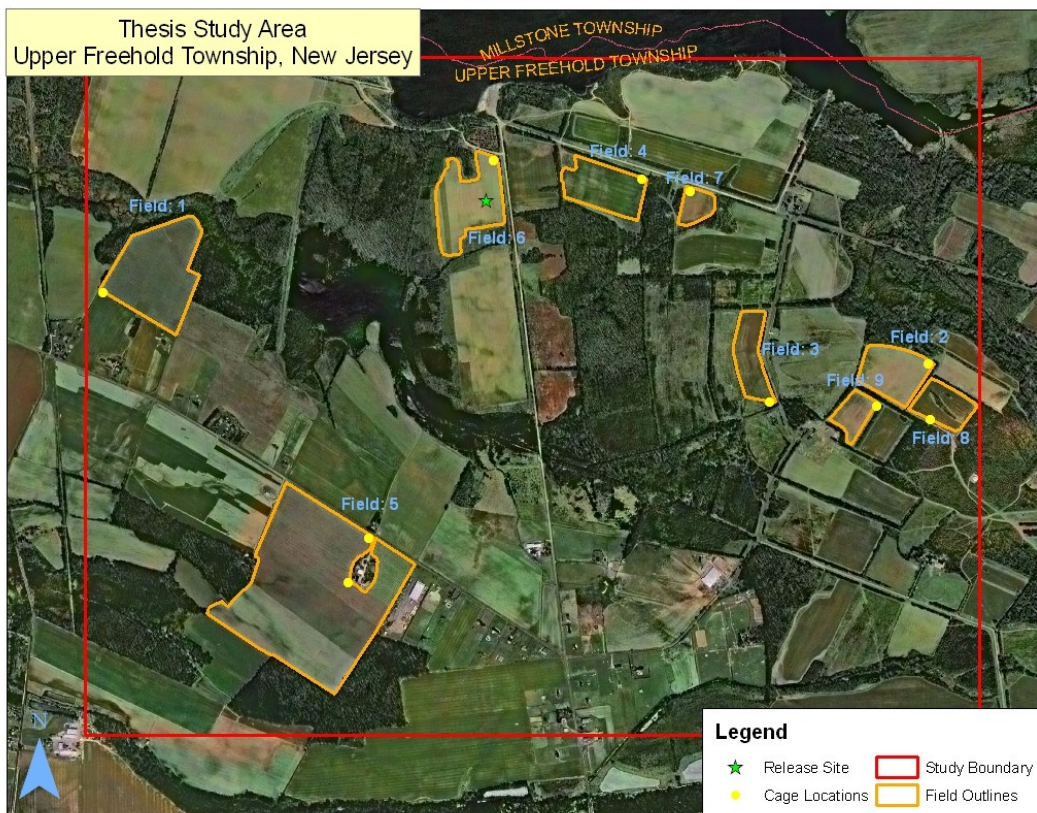 Thesis Study Area
Upper Freehold Township, New Jersey
MILLSTONE TOWNSHIP
UPPER FREEHOLD TOWNSHIP
Field: 4
Field: 7
Field: 1
Field: 6
Field: 2
Field: 3
Field: 9
Field: 8
Field: 5
N
Legend
Release Site
Study Boundary
Cage Locations
Field Outlines